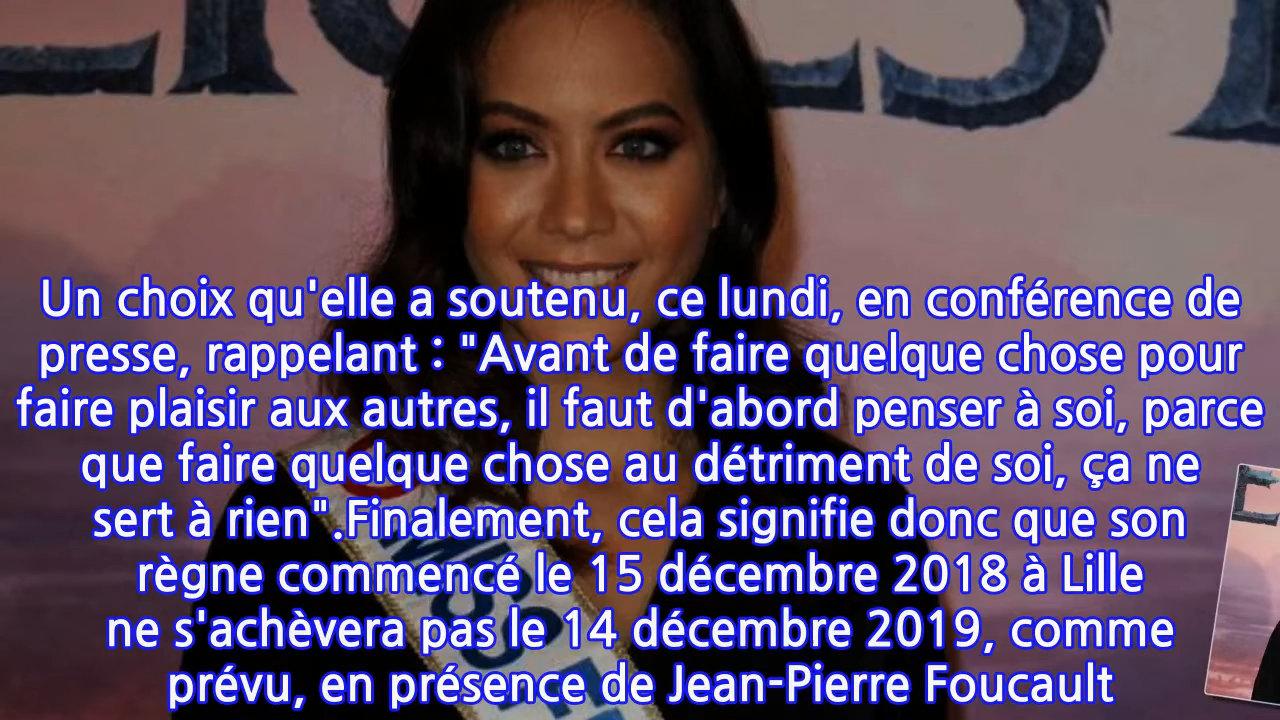 Un choix qu'elle a soutenu, ce lundi, en conférence de
presse, rappelant : "Avant de faire quelque chose pour
faire plaisir aux autres, il faut d'abord penser à soi, parce
que faire quelque chose au détriment de soi, ça ne
sert à rien" .Finalement, cela signifie donc que son
règne commencé le 15 décembre 2018 à Lille
ne s'achèvera pas le 14 décembre 2019, comme
prévu, en présence de Jean-Pierre Foucault